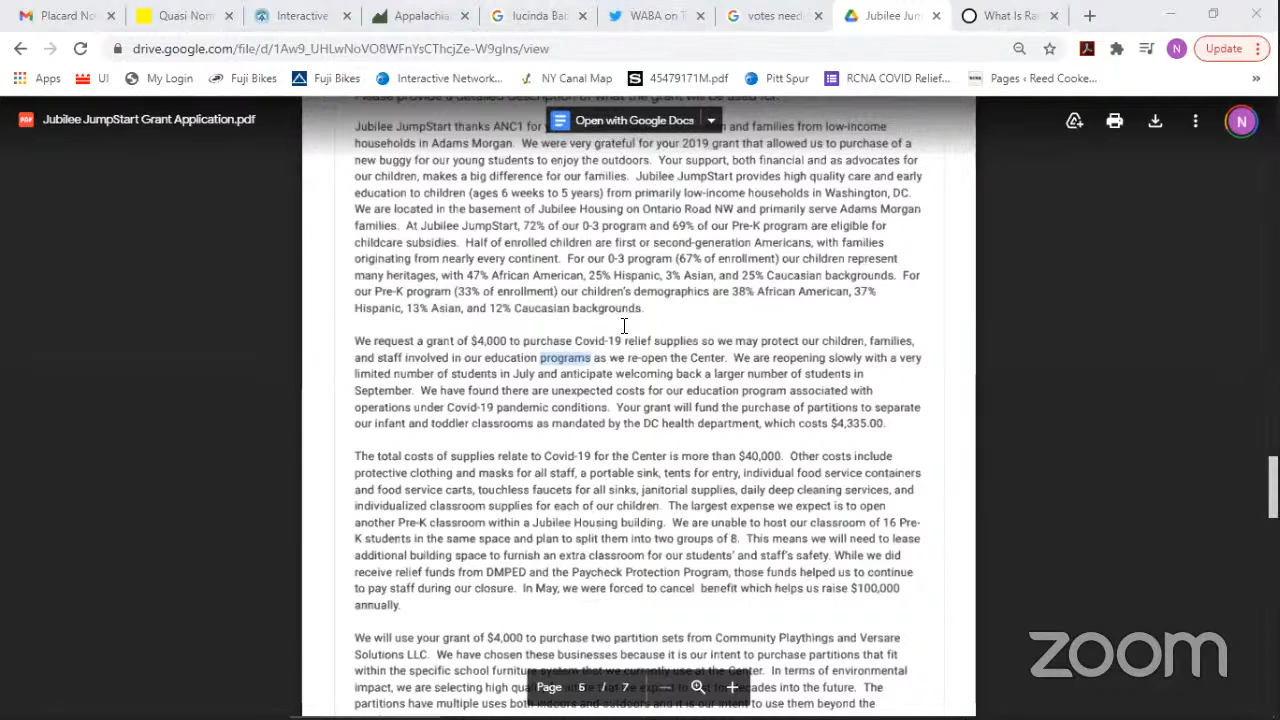 Placard No
Quasi Nor
Interactive
Appalachia
lucinda Bab
WABA on T
votes need
Jubilee Jum
What Is Ra
drive.google.com/file/d/1Aw9_UHLwNoVO8WFnYsCThcjZe-W9glns/view
N
Update
Apps
UI
My Login
Fuji Bikes
Fuji Bikes
Interactive Network...
NY Canal Map
45479171M.pdf
Pitt Spur
RCNA COVID Relief...
Pages ‹ Reed Cooke...
»
PDF
Jubilee JumpStart Grant Application.pdf
Open with Google Docs
N
Please provide a detailed description of what the grant will be used for.
Jubilee JumpStart thanks ANC1 for and families from low-income
households in Adams Morgan. We were very grateful for your 2019 grant that allowed us to purchase of a
new buggy for our young students to enjoy the outdoors. Your support, both financial and as advocates for
our children, makes a big difference for our families. Jubilee JumpStart provides high quality care and early
education to children (ages 6 weeks to 5 years) from primarily low-income households in Washington, DC.
We are located in the basement of Jubilee Housing on Ontario Road NW and primarily serve Adams Morgan
families. At Jubilee JumpStart, 72% of our 0-3 program and 69% of our Pre-K program are eligible for
childcare subsidies. Half of enrolled children are first or second-generation Americans, with families
originating from nearly every continent. For our 0-3 program (67% of enrollment) our children represent
many heritages, with 47% African American, 25% Hispanic, 3% Asian, and 25% Caucasian backgrounds. For
our Pre-K program (33% of enrollment) our children's demographics are 38% African American, 37%
Hispanic, 13% Asian, and 12% Caucasian backgrounds.
We request a grant of $4,000 to purchase Covid-19 relief supplies so we may protect our children, families,
and staff involved in our education programs as we re-open the Center. We are reopening slowly with a very
limited number of students in July and anticipate welcoming back a larger number of students in
September. We have found there are unexpected costs for our education program associated with
operations under Covid-19 pandemic conditions. Your grant will fund the purchase of partitions to separate
our infant and toddler classrooms as mandated by the DC health department, which costs $4,335.00.
The total costs of supplies relate to Covid-19 for the Center is more than $40,000. Other costs include
protective clothing and masks for all staff, a portable sink, tents for entry, individual food service containers
and food service carts, touchless faucets for all sinks, janitorial supplies, daily deep cleaning services, and
individualized classroom supplies for each of our children. The largest expense we expect is to open
another Pre-K classroom within a Jubilee Housing building. We are unable to host our classroom of 16 Pre-
K students in the same space and plan to split them into two groups of 8. This means we will need to lease
additional building space to furnish an extra classroom for our students' and staff's safety. While we did
receive relief funds from DMPED and the Paycheck Protection Program, those funds helped us to continue
to pay staff during our closure. In May, we were forced to cancel benefit which helps us raise $100,000
annually.
We will use your grant of $4,000 to purchase two partition sets from Community Playthings and Versare
Solutions LLC. We have chosen these businesses because it is our intent to purchase partitions that fit
within the specific school furniture system that we currently use at the Center. In terms of environmental
impact, we are selecting high decades into the future. The
partitions have multiple uses both indoors and outdoors and it is our intent to use them beyond the
Page 6 / 7
zoom